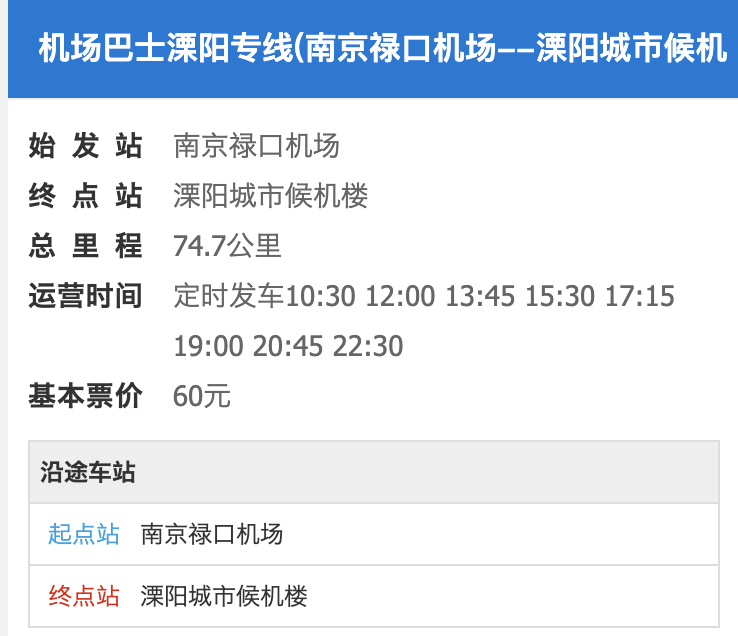 机场巴士溧阳专线(南京禄口机场--溧阳城市候机
始发站 南京禄口机场
终点站 溧阳城市候机楼
总里程 74.7公里
运营时间 定时发车10:30 12:00 13:45 15:30 17:15
19:00 20:45 22:30
基本票价 60元
沿途车站
起点站 南京禄口机场
终点站 溧阳城市候机楼